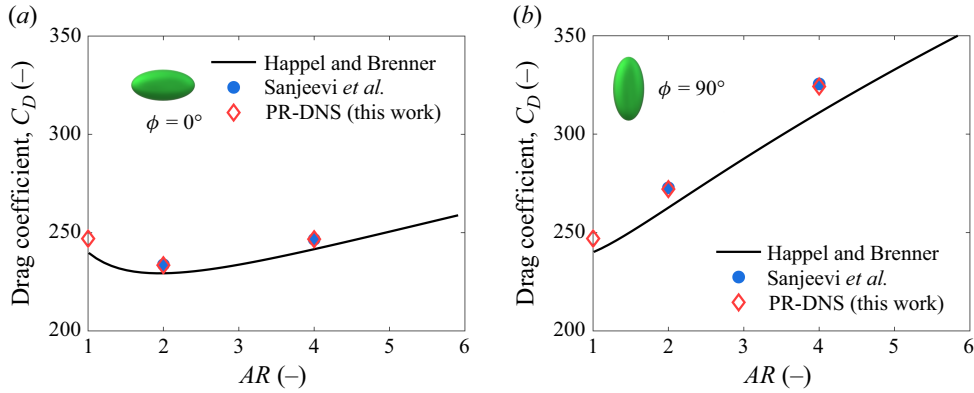 (a)
350
300
250
200
Drag coefficient, C_D (–)
Happel and Brenner
Sanjeevi et al.
PR-DNS (this work)
ϕ = 0°
1 2 3 4 5 6
AR (–)
(b)
350
300
250
200
Drag coefficient, C_D (–)
ϕ = 90°
Happel and Brenner
Sanjeevi et al.
PR-DNS (this work)
1 2 3 4 5 6
AR (–)